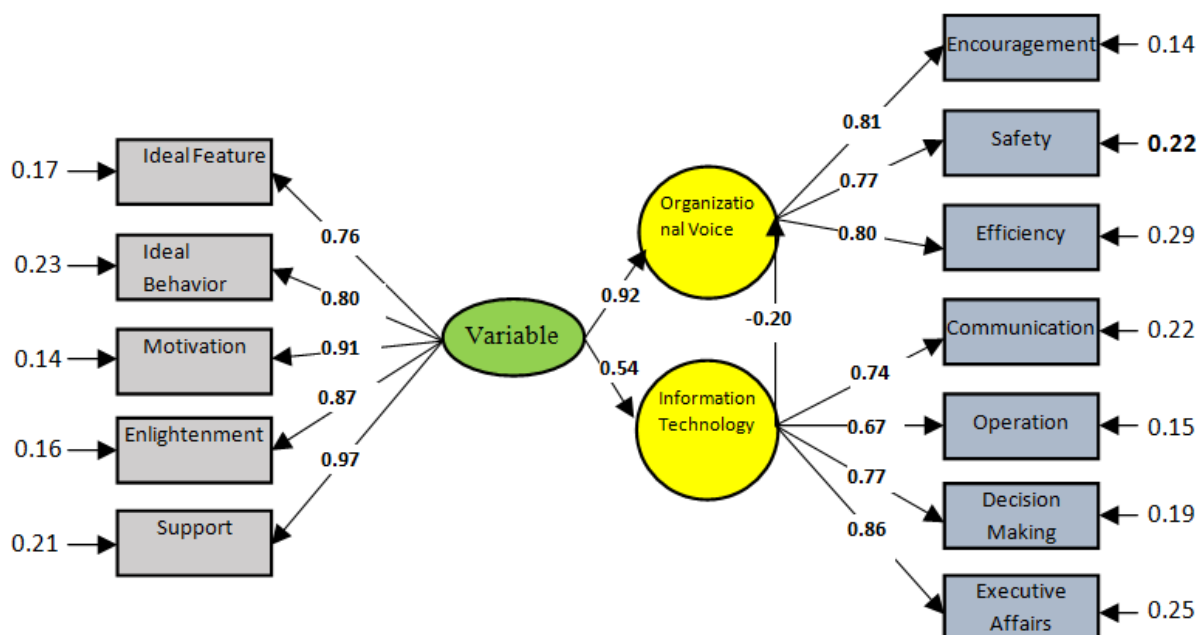 Encouragement
0.14
0.81
Safety
0.22
0.77
Ideal Feature
0.17
Organizatio
nal Voice
0.76
0.80
Efficiency
0.29
Ideal
Behavior
0.23
0.80
0.92
-0.20
Variable
Communication
0.22
Motivation
0.14
0.91
0.54
0.74
Information
Technology
0.87
Enlightenment
0.16
0.67
Operation
0.15
0.97
0.77
Support
0.21
Decision
Making
0.19
0.86
Executive
Affairs
0.25